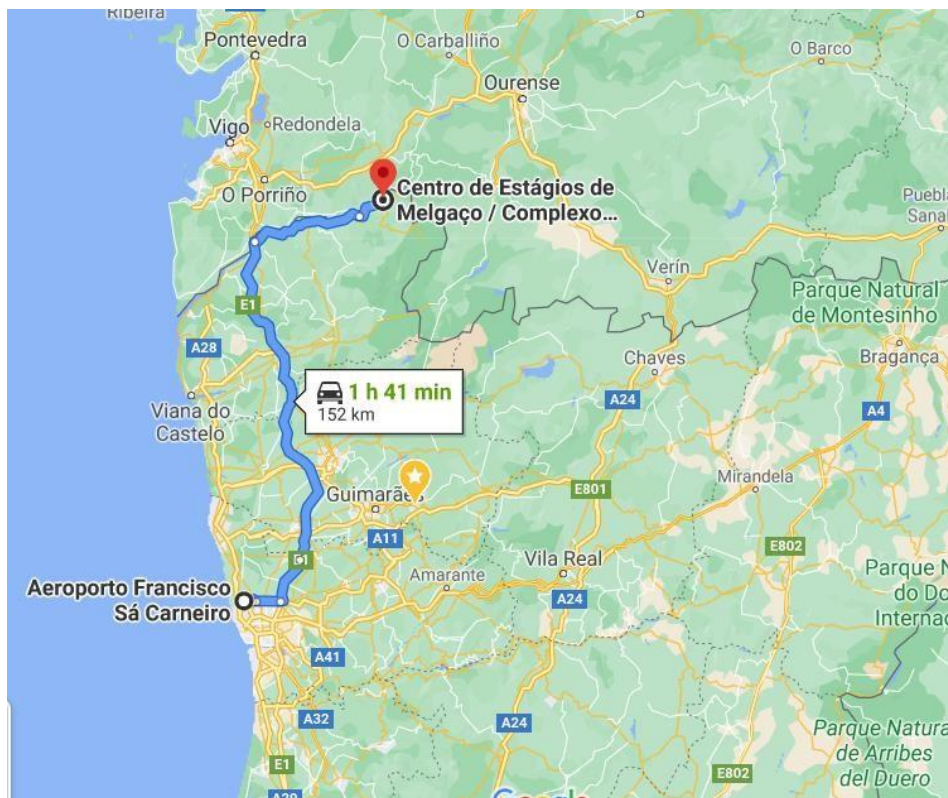 Ribeira
Pontevedra
O Carballiño
O Barco
Ourense
Vigo
Redondela
O Porriño
Centro de Estágios de
Melgaço / Complexo...
Puebla
Sanal
Verín
E1
Parque Natural
de Montesinho
A28
Chaves
Bragança
1 h 41 min
152 km
A24
A4
Viana do
Castelo
Mirandela
Guimarães
E801
A11
E802
Vila Real
Aeroporto Francisco
Sá Carneiro
Amarante
A24
Parque N
do Do
Internac
A41
A32
A24
Parque Natura
de Arribes
del Duero
E1
E802